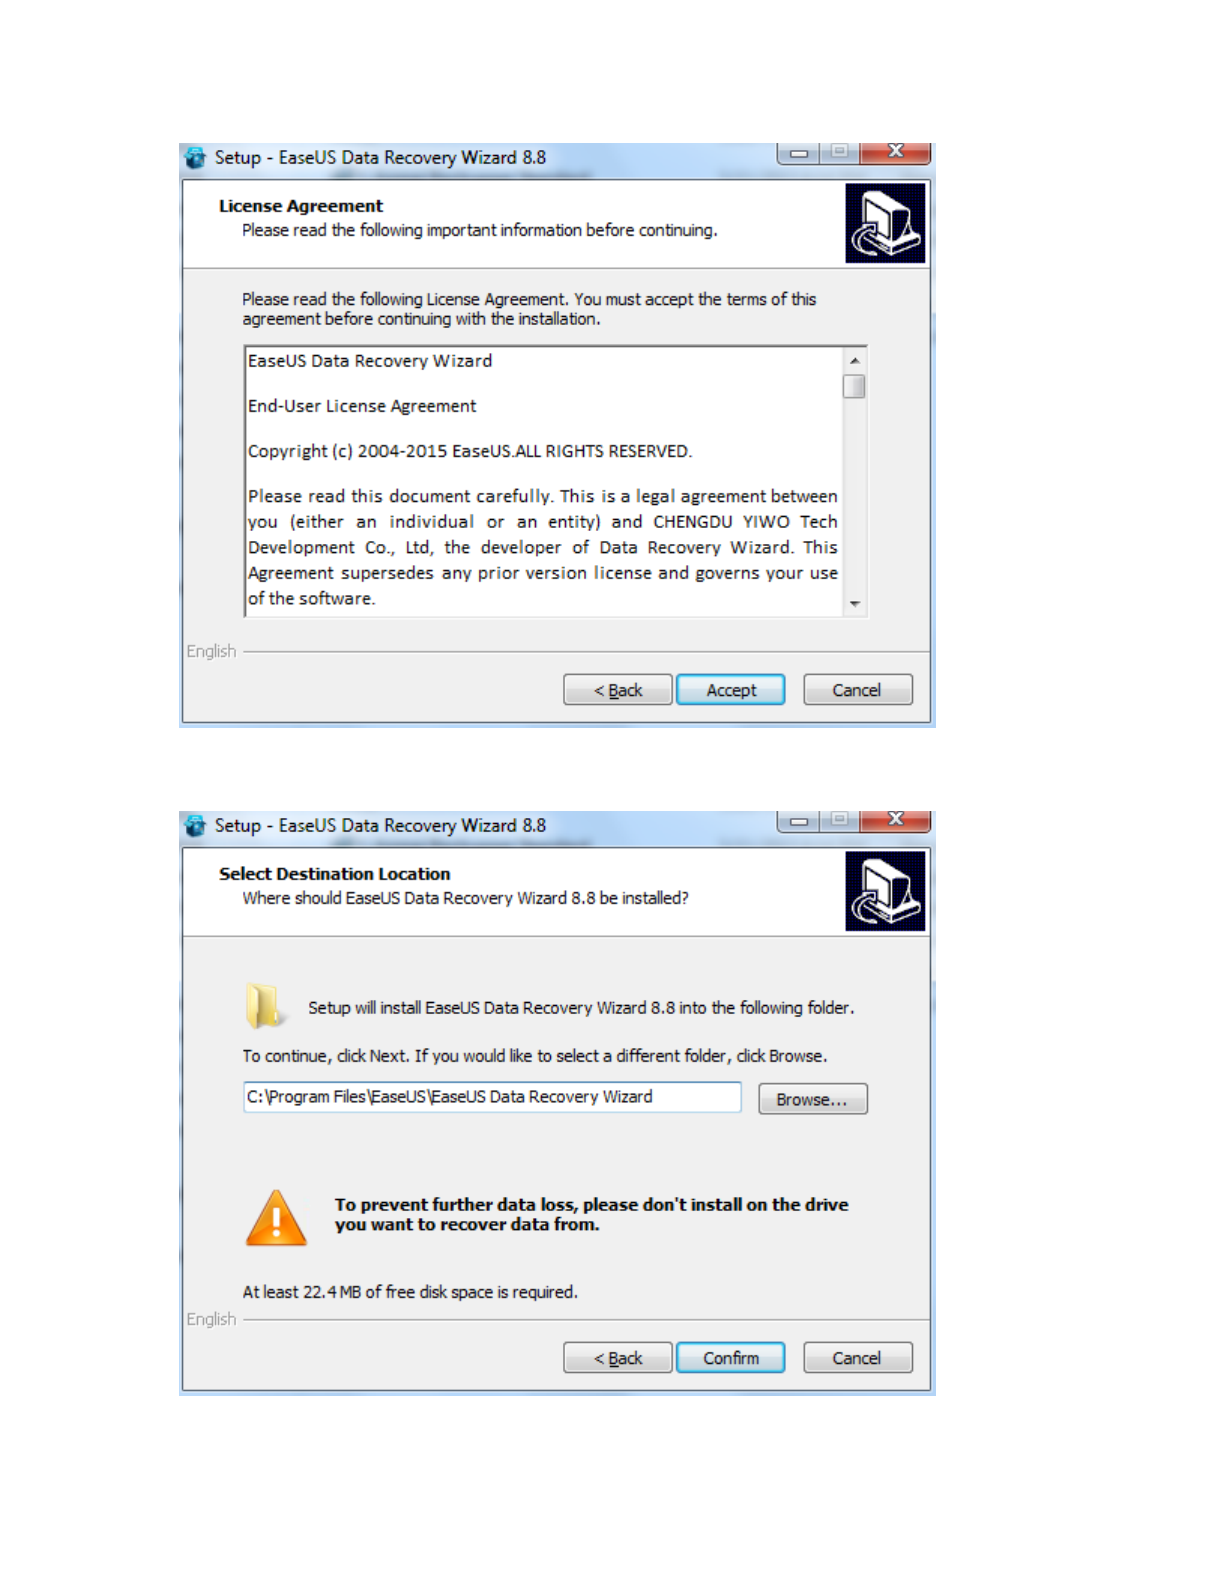 Setup - EaseUS Data Recovery Wizard 8.8
License Agreement
Please read the following important information before continuing.
Please read the following License Agreement. You must accept the terms of this
agreement before continuing with the installation.
EaseUS Data Recovery Wizard
End-User License Agreement
Copyright (c) 2004-2015 EaseUS.ALL RIGHTS RESERVED.
Please read this document carefully. This is a legal agreement between
you (either an individual or an entity) and CHENGDU YIWO Tech
Development Co., Ltd, the developer of Data Recovery Wizard. This
Agreement supersedes any prior version license and governs your use
of the software.
English
< Back Accept Cancel
Setup - EaseUS Data Recovery Wizard 8.8
Select Destination Location
Where should EaseUS Data Recovery Wizard 8.8 be installed?
Setup will install EaseUS Data Recovery Wizard 8.8 into the following folder.
To continue, click Next. If you would like to select a different folder, click Browse.
C:\Program Files\EaseUS\EaseUS Data Recovery Wizard Browse...
To prevent further data loss, please don't install on the drive
you want to recover data from.
At least 22.4 MB of free disk space is required.
English
< Back Confirm Cancel